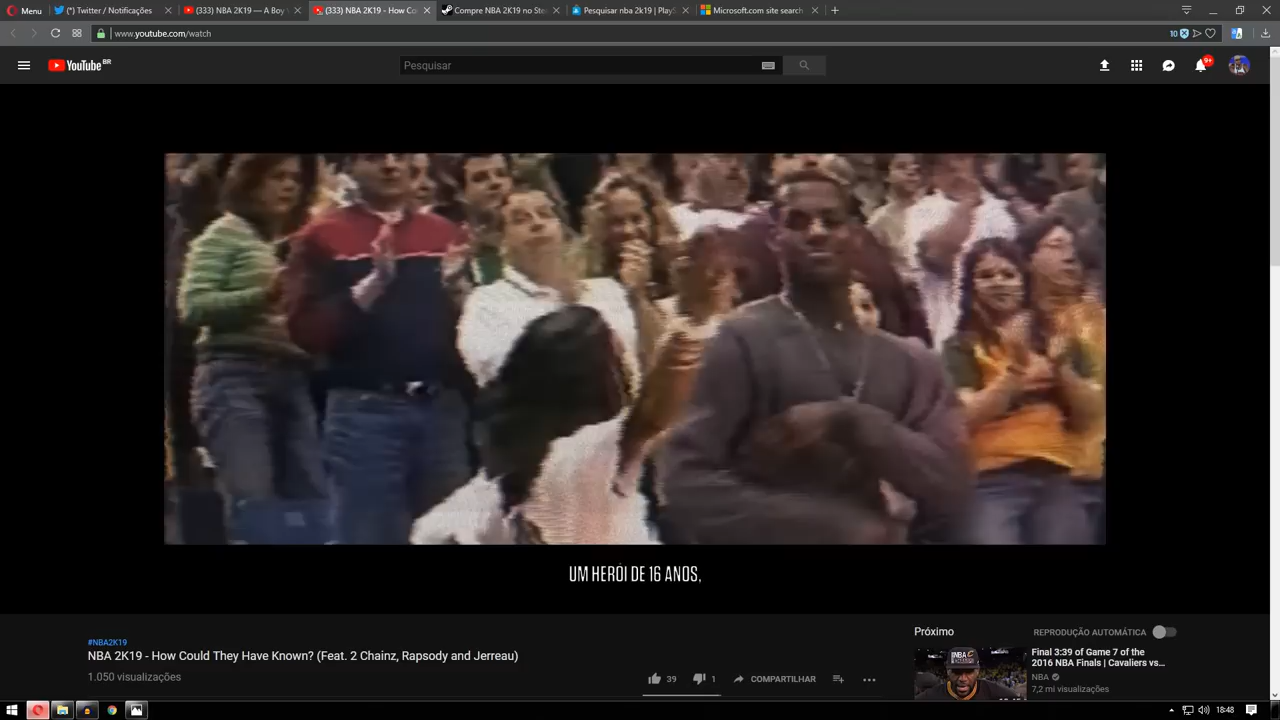 Menu
(*) Twitter / Notificações
(333) NBA 2K19 — A Boy
(333) NBA 2K19 - How Co
Compre NBA 2K19 no Ste
Pesquisar nba 2k19 | Play
Microsoft.com site search
www.youtube.com/watch
10
YouTube BR
Pesquisar
9+
UM HERÓI DE 16 ANOS,
#NBA2K19
NBA 2K19 - How Could They Have Known? (Feat. 2 Chainz, Rapsody and Jerreau)
1.050 visualizações
39
1
COMPARTILHAR
Próximo
REPRODUÇÃO AUTOMÁTICA
Final 3:39 of Game 7 of the
2016 NBA Finals | Cavaliers vs...
NBA
7,2 mi visualizações
18:48